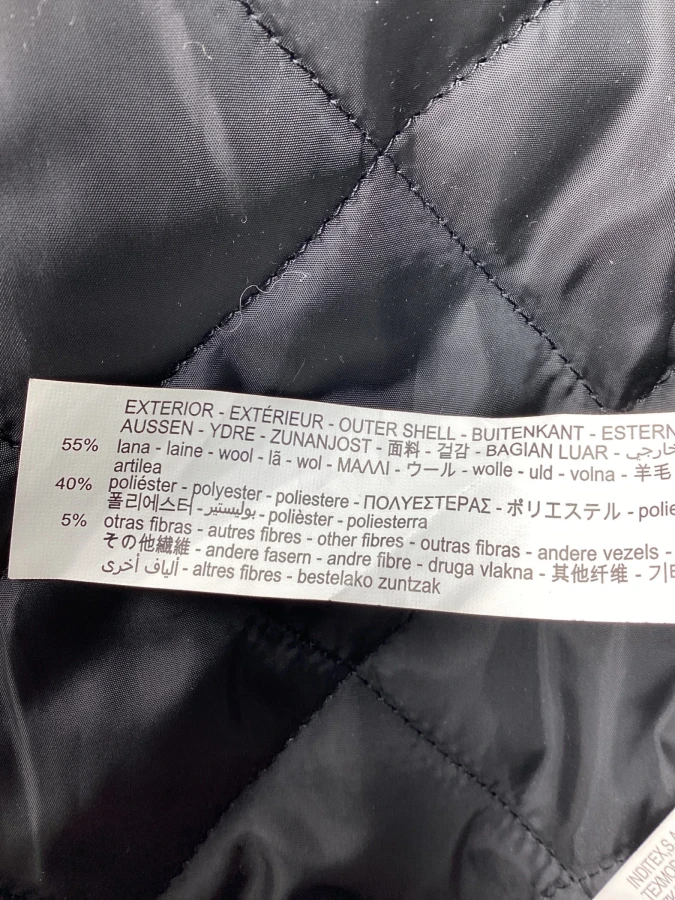 EXTERIOR - EXTÉRIEUR - OUTER SHELL - BUITENKANT - ESTERN
AUSSEN - YDRE - ZUNANJOST - 面料 - 겉감 - BAGIAN LUAR - خارجي
55% lana - laine - wool - lã - wol - ΜΑΛΛΙ - ウール - wolle - uld - volna - 羊毛
artilea
40% poliéster - polyester - poliestere - ΠΟΛΥΕΣΤΕΡΑΣ - ポリエステル - polie
폴리에스터 - بوليستير - polièster - poliesterra
5% otras fibras - autres fibres - other fibres - outras fibras - andere vezels -
その他繊維 - andere fasern - andre fibre - druga vlakna - 其他纤维 - 기타
ألياف أخرى - altres fibres - bestelako zuntzak
INDITEX, S.A
TEXMOD